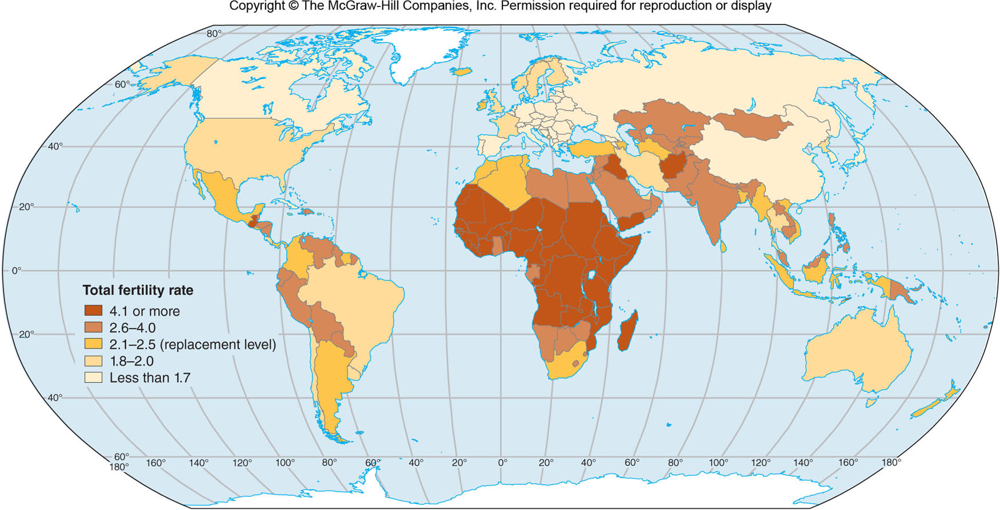 Copyright © The McGraw-Hill Companies, Inc. Permission required for reproduction or display
80°
60°
40°
20°
0°
Total fertility rate
4.1 or more
2.6–4.0
20°
2.1–2.5 (replacement level)
1.8–2.0
Less than 1.7
40°
60°
180° 160° 140° 120° 100° 80° 60° 40° 20° 0° 20° 40° 60° 80° 100° 120° 140° 160° 180°